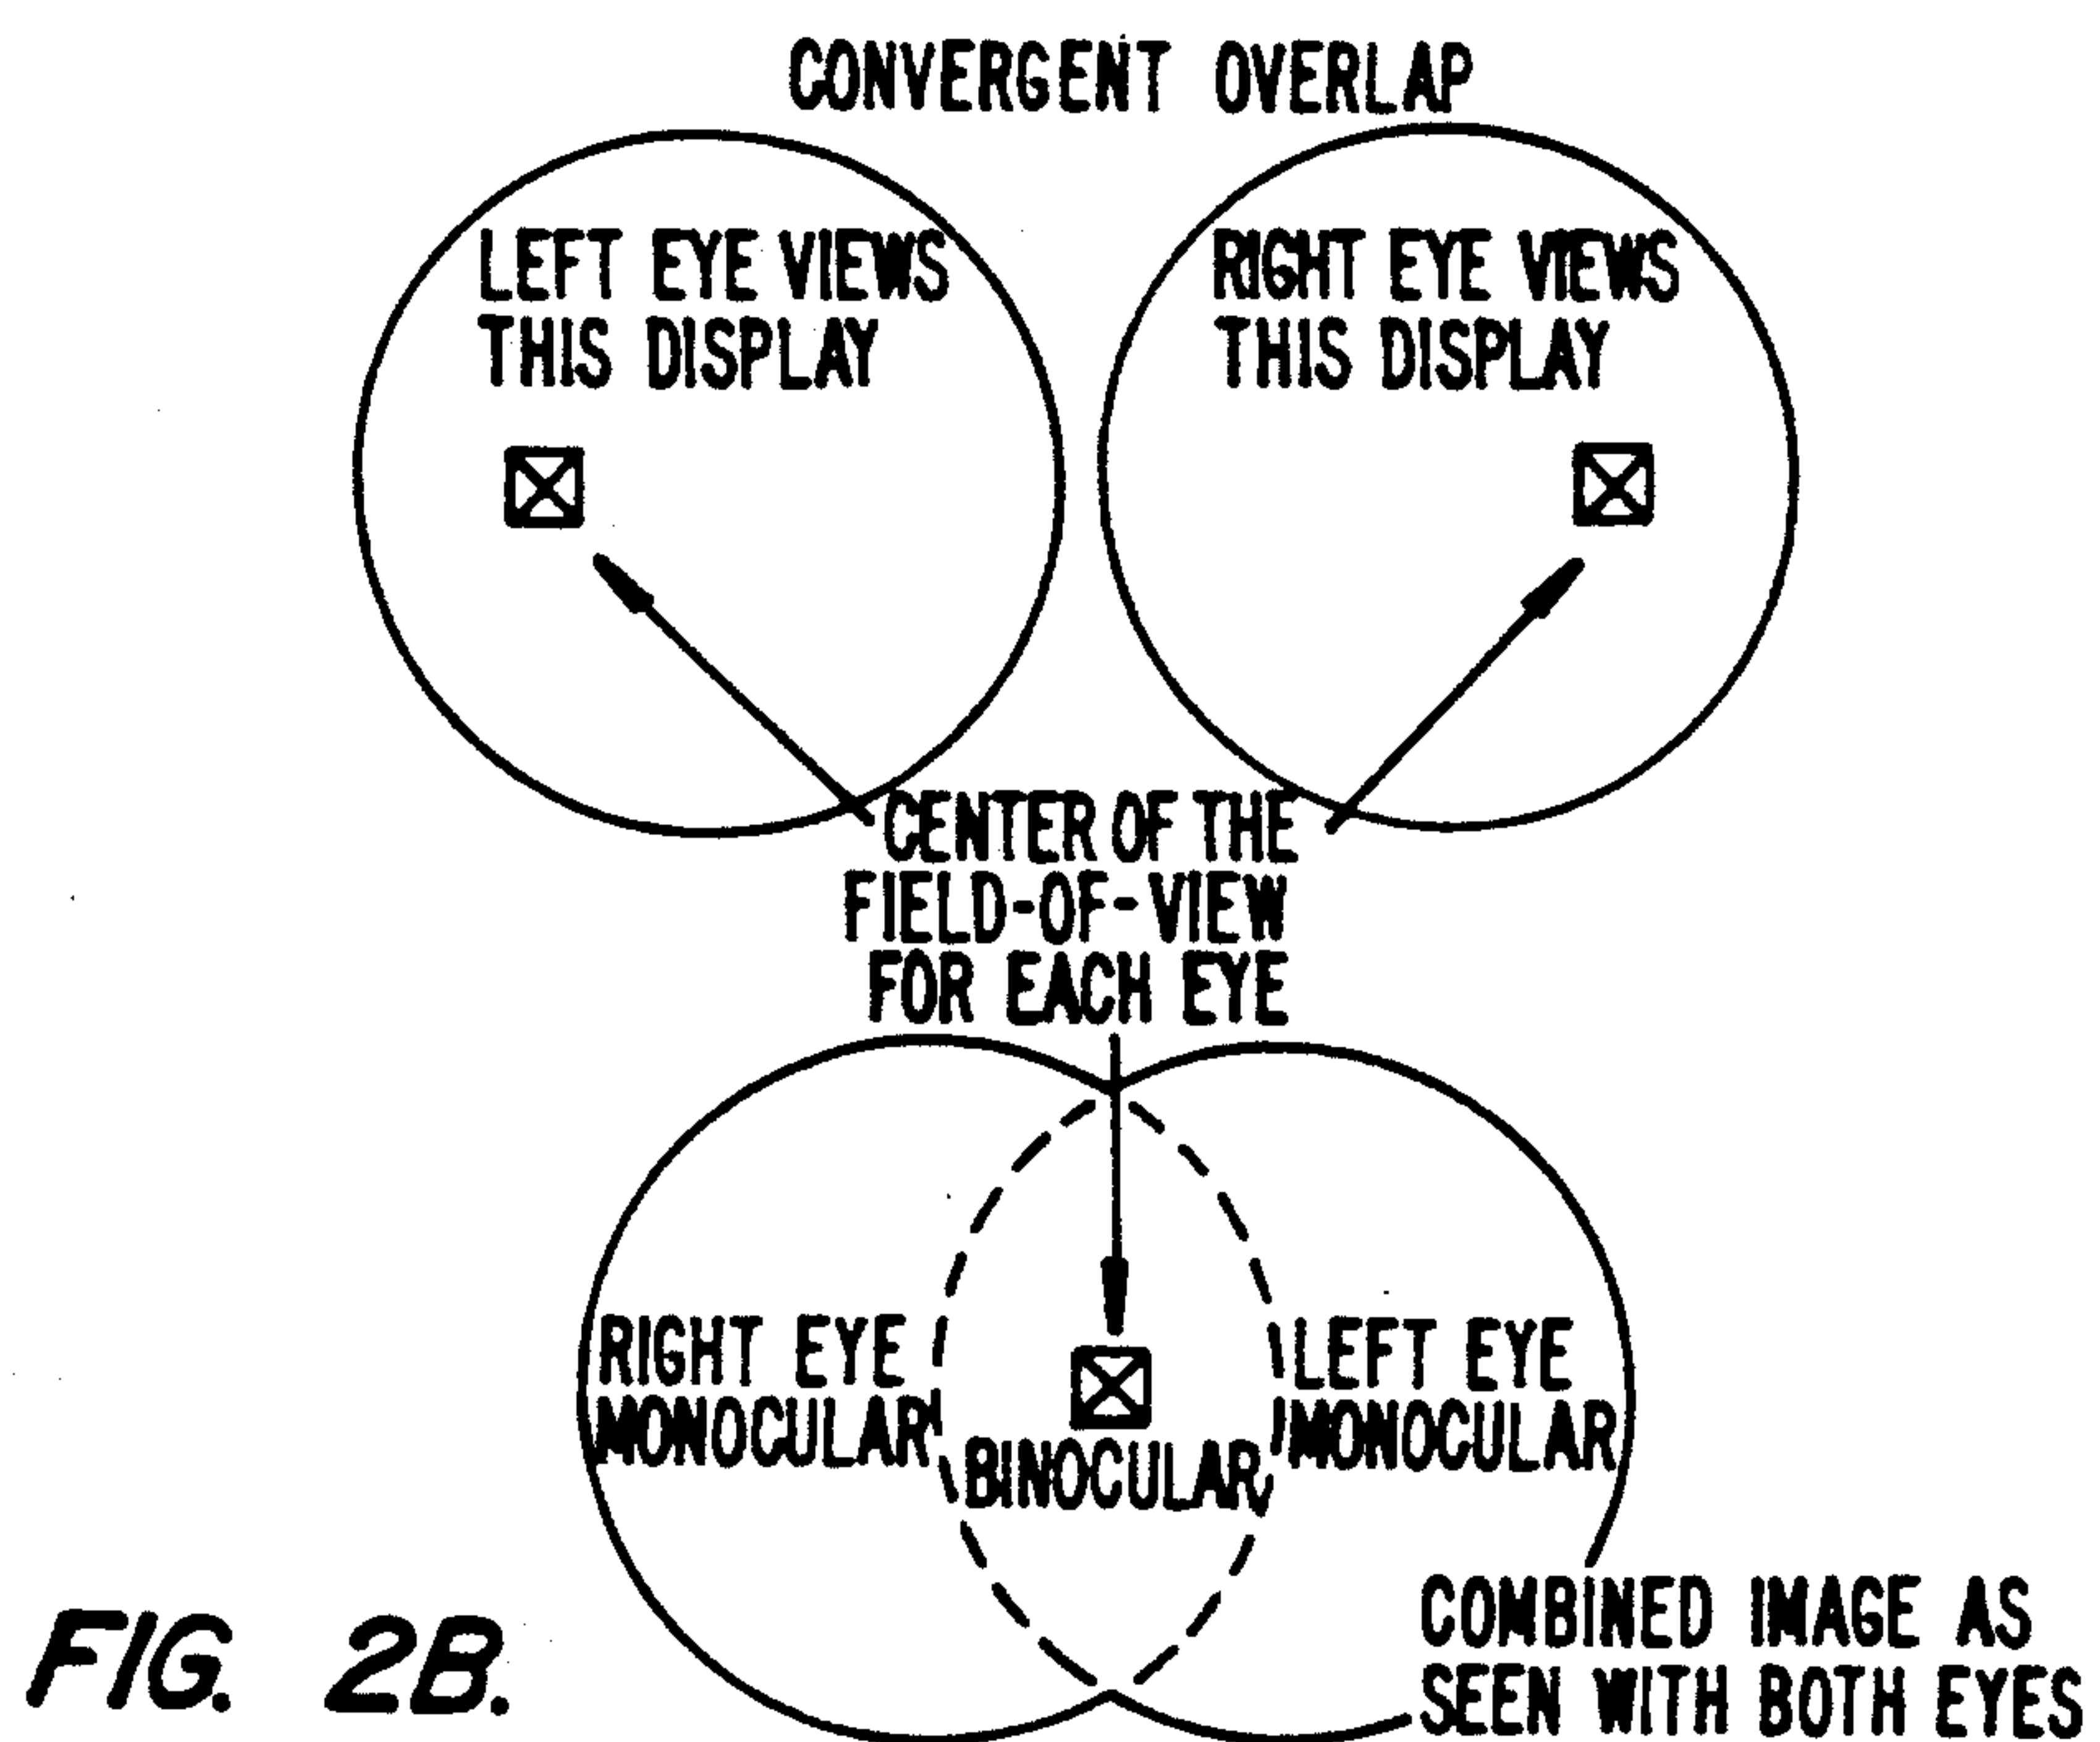 CONVERGENT OVERLAP
LEFT EYE VIEWS
THIS DISPLAY
RIGHT EYE VIEWS
THIS DISPLAY
CENTER OF THE
FIELD-OF-VIEW
FOR EACH EYE
RIGHT EYE
MONOCULAR
BINOCULAR
LEFT EYE
MONOCULAR
COMBINED IMAGE AS
SEEN WITH BOTH EYES
FIG. 2B.